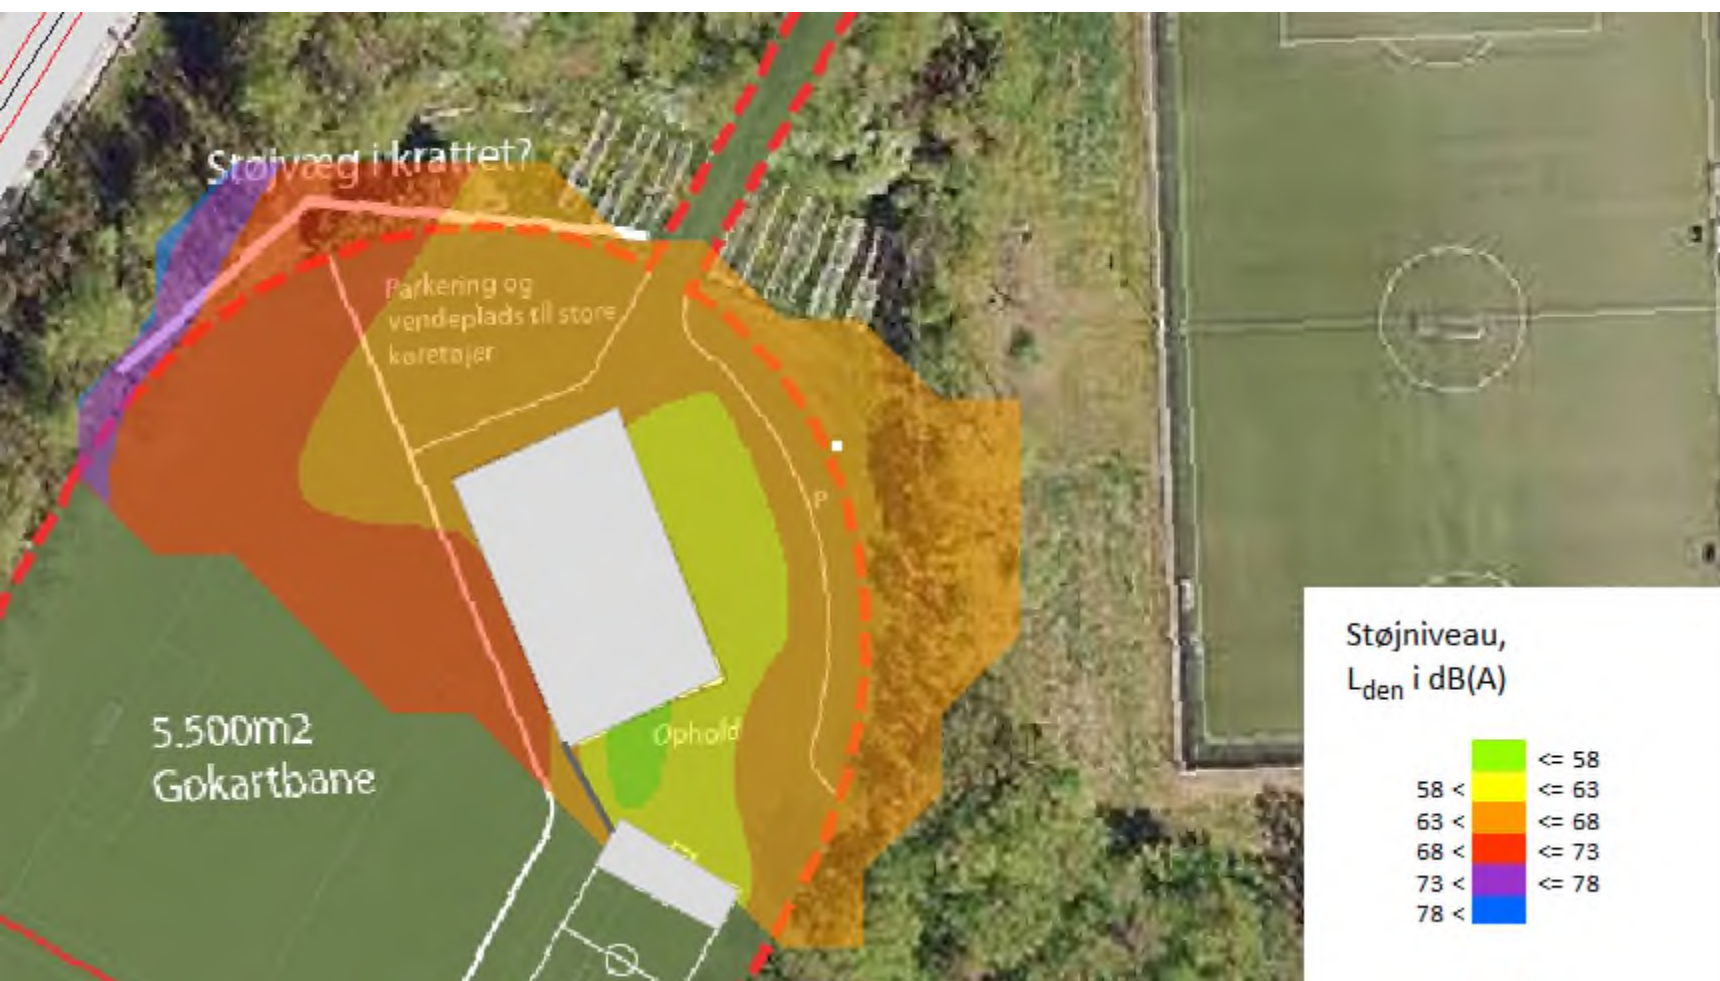 Støjvæg i krattet?
Parkering og
vendeplads til store
køretøjer
P
Ophold
5.500m2
Gokartbane
Støjniveau,
Lden i dB(A)
<= 58
58 < <= 63
63 < <= 68
68 < <= 73
73 < <= 78
78 <